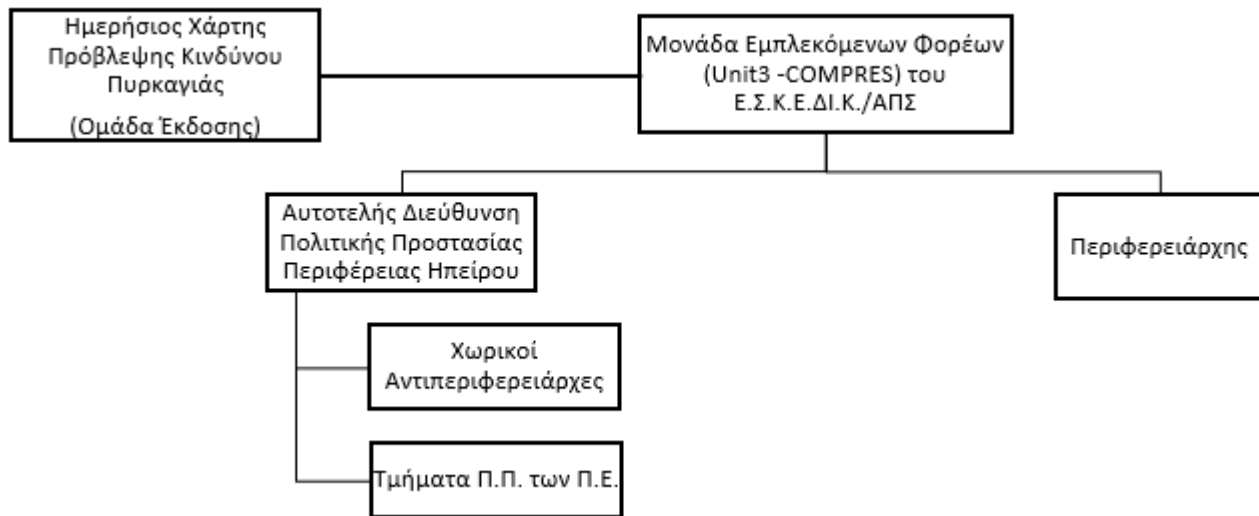 Ημερήσιος Χάρτης
Πρόβλεψης Κινδύνου
Πυρκαγιάς
(Ομάδα Έκδοσης)
Μονάδα Εμπλεκόμενων Φορέων
(Unit3 -COMPRES) του
Ε.Σ.Κ.Ε.ΔΙ.Κ./ΑΠΣ
Αυτοτελής Διεύθυνση
Πολιτικής Προστασίας
Περιφέρειας Ηπείρου
Περιφερειάρχης
Χωρικοί
Αντιπεριφερειάρχες
Τμήματα Π.Π. των Π.Ε.